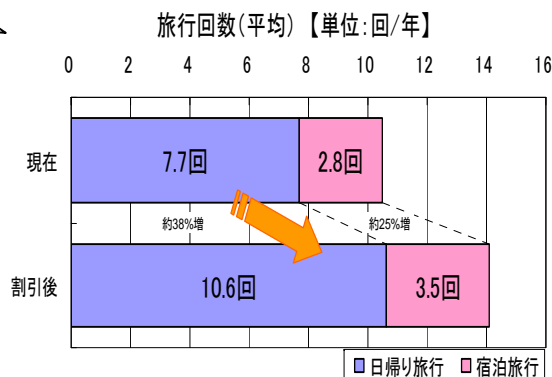 旅行回数(平均)【単位:回/年】
0 2 4 6 8 10 12 14 16
現在 7.7回 2.8回
約38%増 約25%増
割引後 10.6回 3.5回
日帰り旅行 宿泊旅行